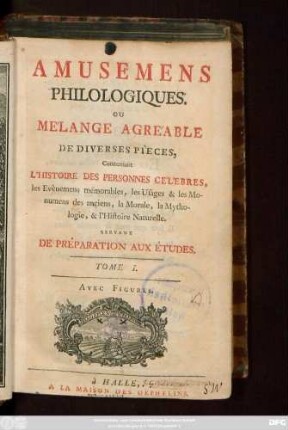 AMUSEMENS
PHILOLOGIQUES.
OU
MELANGE AGREABLE
DE DIVERSES PIECES,
Contenant
L'HISTOIRE DES PERSONNES CELEBRES,
les Evénemens mémorables, les Usages & les Mo-
numens des anciens, la Morale, la Mytho-
logie, & l'Histoire Naturelle.
SERVANT
DE PRÉPARATION AUX ÉTUDES.
TOME I.
AVEC FIGURES.
à HALLE,
A LA MAISON DES ORPHELINS.